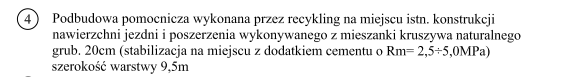 4 Podbudowa pomocnicza wykonana przez recykling na miejscu istn. konstrukcji
nawierzchni jezdni i poszerzenia wykonywanego z mieszanki kruszywa naturalnego
grub. 20cm (stabilizacja na miejscu z dodatkiem cementu o Rm= 2,5÷5,0MPa)
szerokość warstwy 9,5m